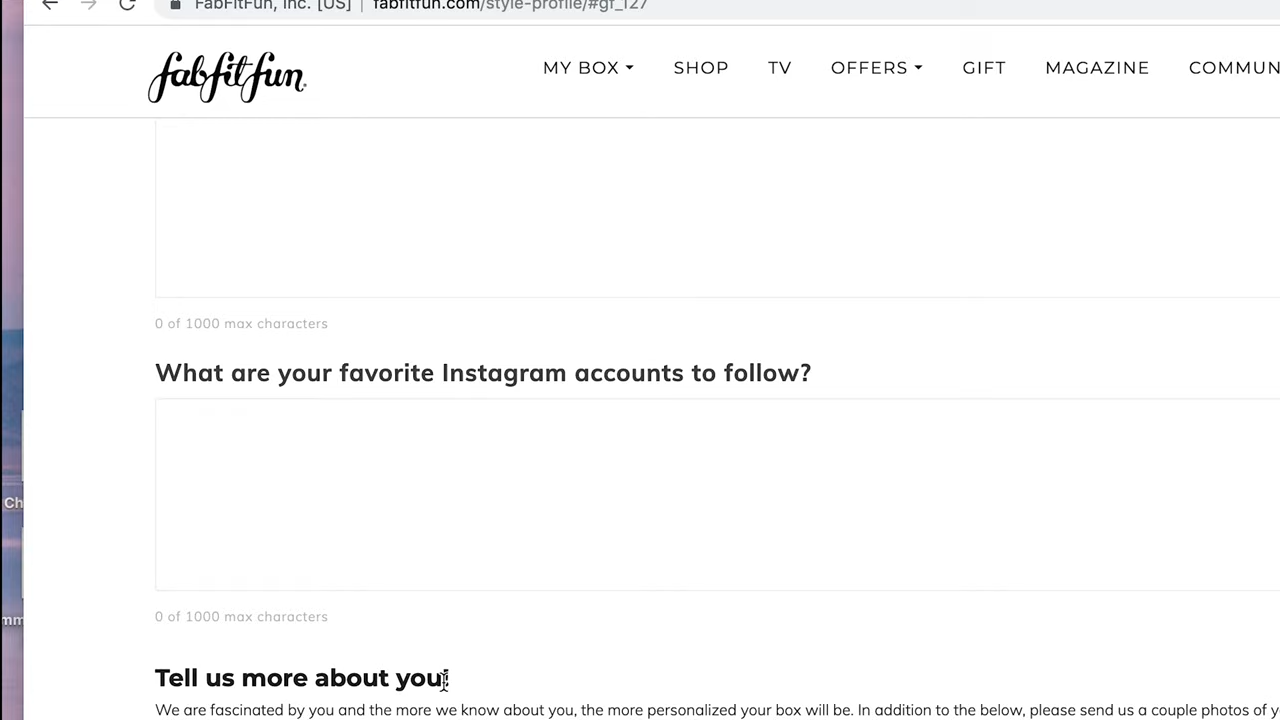 FabFitFun, Inc. [US] | fabfitfun.com/style-profile/#gf_127
fabfitfun
MY BOX SHOP TV OFFERS GIFT MAGAZINE COMMUN
0 of 1000 max characters
What are your favorite Instagram accounts to follow?
0 of 1000 max characters
Ch
mm
Tell us more about you
We are fascinated by you and the more we know about you, the more personalized your box will be. In addition to the below, please send us a couple photos of y